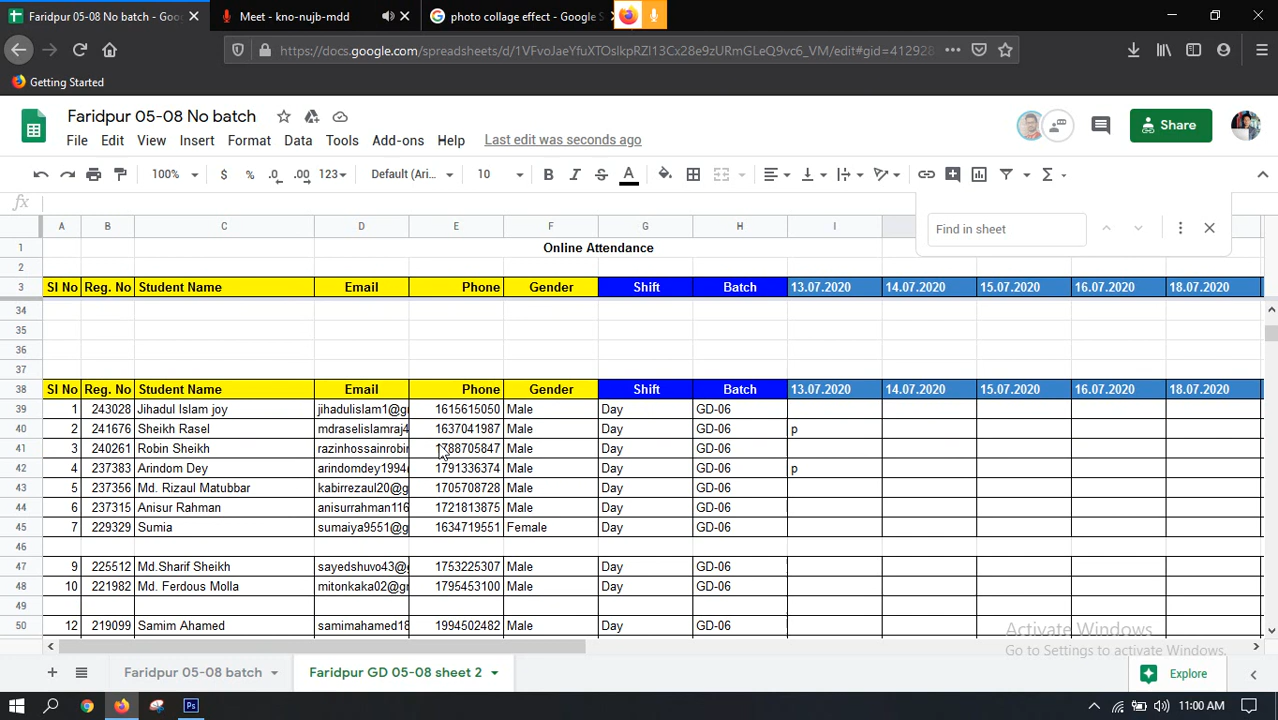 Faridpur 05-08 No batch - Goo
Meet - kno-nujb-mdd
photo collage effect - Google S
https://docs.google.com/spreadsheets/d/1VFvoJaeYfuXTOslkpRZl13Cx28e9zURmGLeQ9vc6_VM/edit#gid=412928
Getting Started
Faridpur 05-08 No batch
File Edit View Insert Format Data Tools Add-ons Help Last edit was seconds ago
Share
100% $ % .0 .00 123 Default (Ari... 10 B I S A
fx
Find in sheet
A B C D E F G H I
1 Online Attendance
2
3 Sl No Reg. No Student Name Email Phone Gender Shift Batch 13.07.2020 14.07.2020 15.07.2020 16.07.2020 18.07.2020
34
35
36
37
38 Sl No Reg. No Student Name Email Phone Gender Shift Batch 13.07.2020 14.07.2020 15.07.2020 16.07.2020 18.07.2020
39 1 243028 Jihadul Islam joy jihadulislam1@gr 1615615050 Male Day GD-06
40 2 241676 Sheikh Rasel mdraselislamraj4 1637041987 Male Day GD-06 p
41 3 240261 Robin Sheikh razinhossainrobin 1788705847 Male Day GD-06
42 4 237383 Arindom Dey arindomdey1994@ 1791336374 Male Day GD-06 p
43 5 237356 Md. Rizaul Matubbar kabirrezaul20@g 1705708728 Male Day GD-06
44 6 237315 Anisur Rahman anisurrahman116 1721813875 Male Day GD-06
45 7 229329 Sumia sumaiya9551@g 1634719551 Female Day GD-06
46
47 9 225512 Md.Sharif Sheikh sayedshuvo43@g 1753225307 Male Day GD-06
48 10 221982 Md. Ferdous Molla mitonkaka02@g 1795453100 Male Day GD-06
49
50 12 219099 Samim Ahamed samimahamed18 1994502482 Male Day GD-06
Activate Windows
Go to Settings to activate Windows.
Faridpur 05-08 batch Faridpur GD 05-08 sheet 2 Explore
11:00 AM